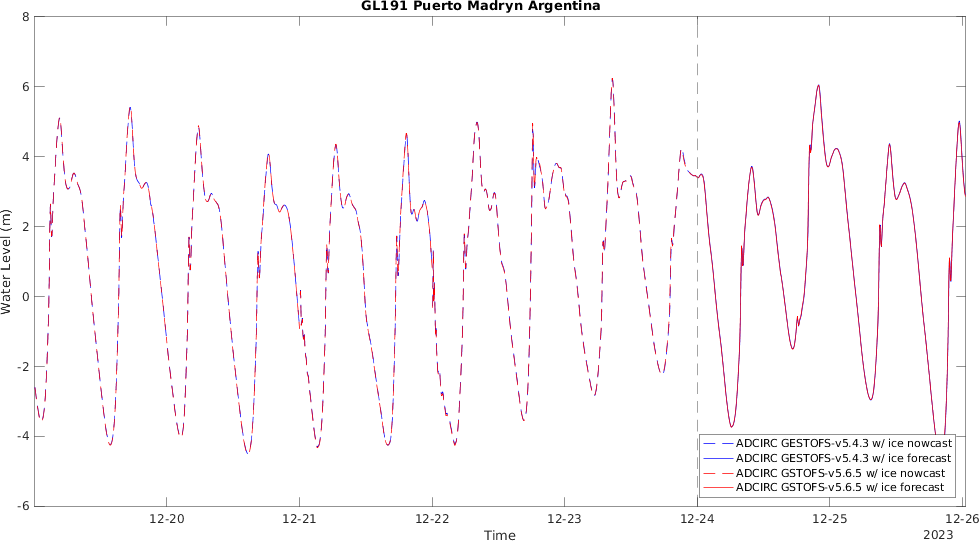 GL191 Puerto Madryn Argentina
8
6
4
2
0
-2
-4
-6
Water Level (m)
ADCIRC GESTOFS-v5.4.3 w/ ice nowcast
ADCIRC GESTOFS-v5.4.3 w/ ice forecast
ADCIRC GSTOFS-v5.6.5 w/ ice nowcast
ADCIRC GSTOFS-v5.6.5 w/ ice forecast
12-20 12-21 12-22 12-23 12-24 12-25 12-26
Time
2023